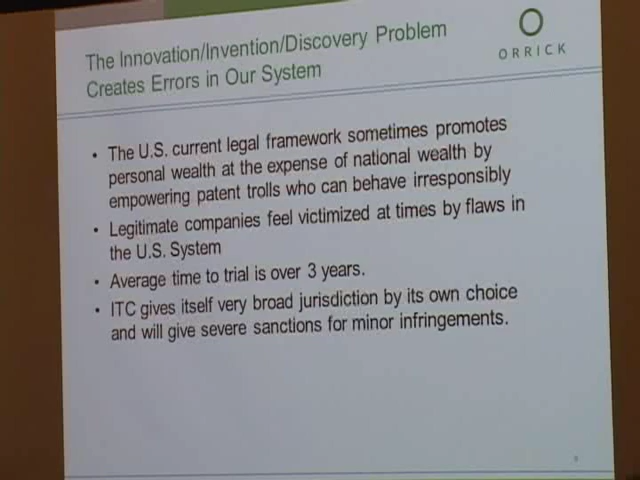 The Innovation/Invention/Discovery Problem
Creates Errors in Our System
ORRICK
• The U.S. current legal framework sometimes promotes
personal wealth at the expense of national wealth by
empowering patent trolls who can behave irresponsibly
• Legitimate companies feel victimized at times by flaws in
the U.S. System
• Average time to trial is over 3 years.
• ITC gives itself very broad jurisdiction by its own choice
and will give severe sanctions for minor infringements.